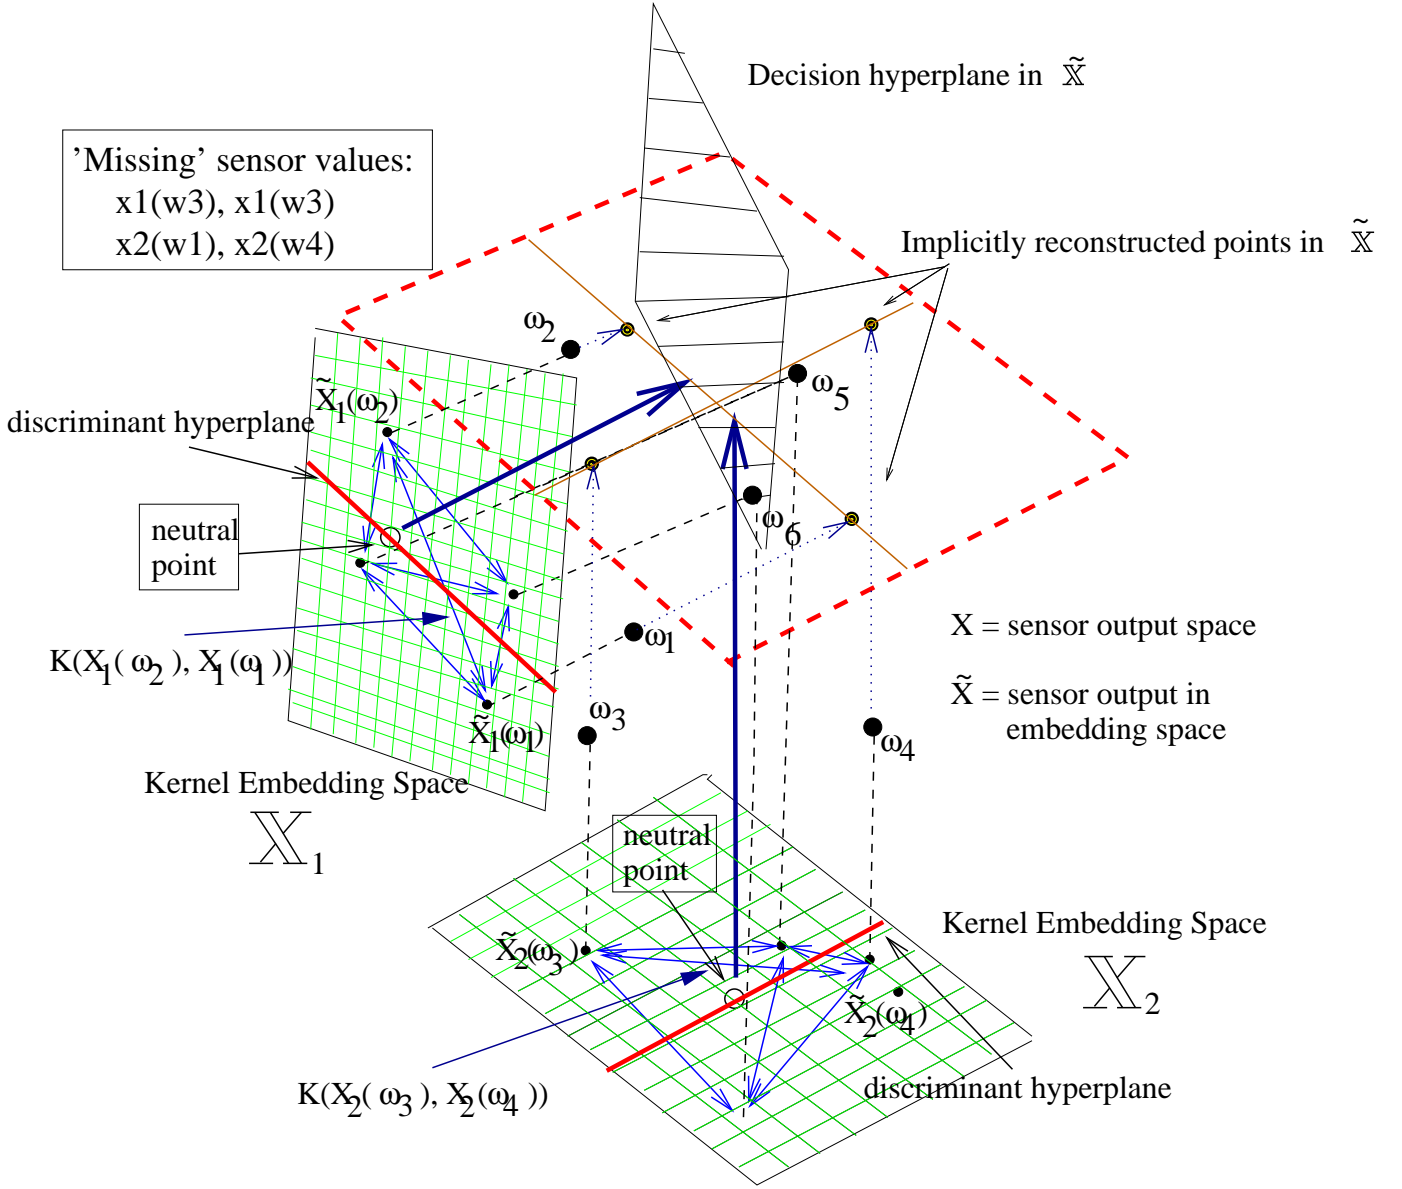 Decision hyperplane in 𝕏̃
'Missing' sensor values:
x1(w3), x1(w3)
x2(w1), x2(w4)
Implicitly reconstructed points in 𝕏̃
ω2
X̃1(ω2)
ω5
discriminant hyperplane
neutral
point
ω6
ω1
K(X1( ω2 ), X1(ω1))
X = sensor output space
X̃ = sensor output in
embedding space
ω3
X̃1(ω1)
ω4
Kernel Embedding Space
𝕏1
neutral
point
X̃2(ω3)
Kernel Embedding Space
𝕏2
X̃2(ω4)
K(X2( ω3 ), X2(ω4 ))
discriminant hyperplane